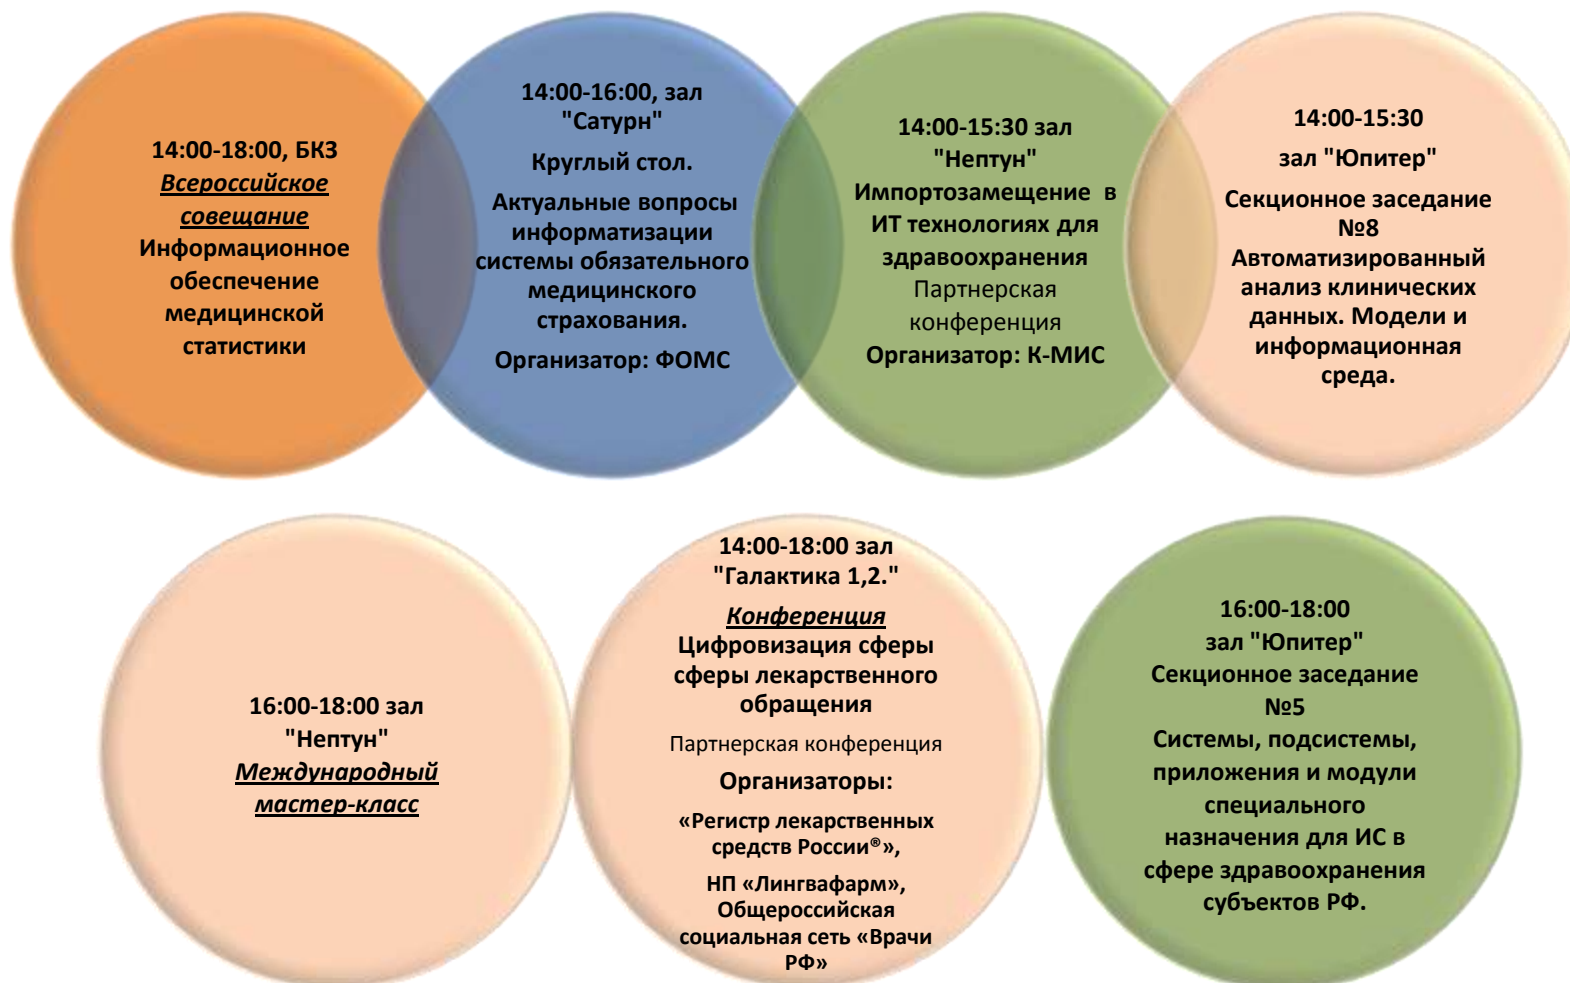 14:00-18:00, БКЗ
Всероссийское
совещание
Информационное
обеспечение
медицинской
статистики
14:00-16:00, зал
"Сатурн"
Круглый стол.
Актуальные вопросы
информатизации
системы обязательного
медицинского
страхования.
Организатор: ФОМС
14:00-15:30 зал
"Нептун"
Импортозамещение в
ИТ технологиях для
здравоохранения
Партнерская
конференция
Организатор: К-МИС
14:00-15:30
зал "Юпитер"
Секционное заседание
№8
Автоматизированный
анализ клинических
данных. Модели и
информационная
среда.
16:00-18:00 зал
"Нептун"
Международный
мастер-класс
14:00-18:00 зал
"Галактика 1,2."
Конференция
Цифровизация сферы
сферы лекарственного
обращения
Партнерская конференция
Организаторы:
«Регистр лекарственных
средств России®»,
НП «Лингвафарм»,
Общероссийская
социальная сеть «Врачи
РФ»
16:00-18:00
зал "Юпитер"
Секционное заседание
№5
Системы, подсистемы,
приложения и модули
специального
назначения для ИС в
сфере здравоохранения
субъектов РФ.